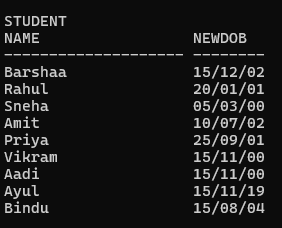 STUDENT
NAME                 NEWDOB
-------------------- --------
Barshaa              15/12/02
Rahul                20/01/01
Sneha                05/03/00
Amit                 10/07/02
Priya                25/09/01
Vikram               15/11/00
Aadi                 15/11/00
Ayul                 15/11/19
Bindu                15/08/04